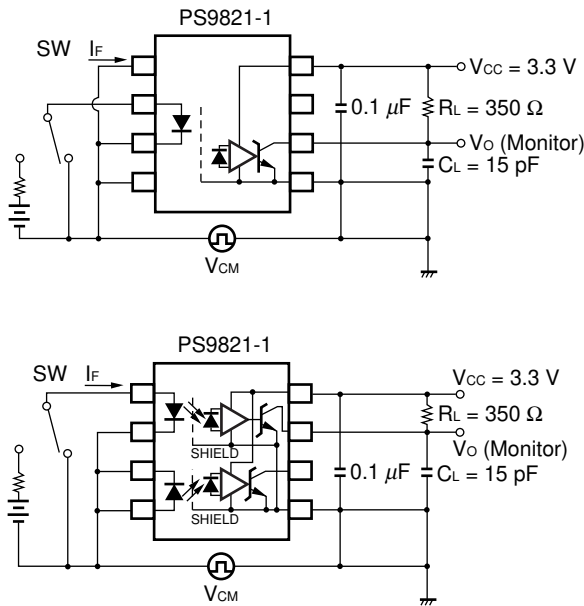 PS9821-1
SW IF
VCC = 3.3 V
0.1 μF RL = 350 Ω
VO (Monitor)
CL = 15 pF
VCM
PS9821-1
SW IF
VCC = 3.3 V
RL = 350 Ω
VO (Monitor)
SHIELD
0.1 μF CL = 15 pF
SHIELD
VCM